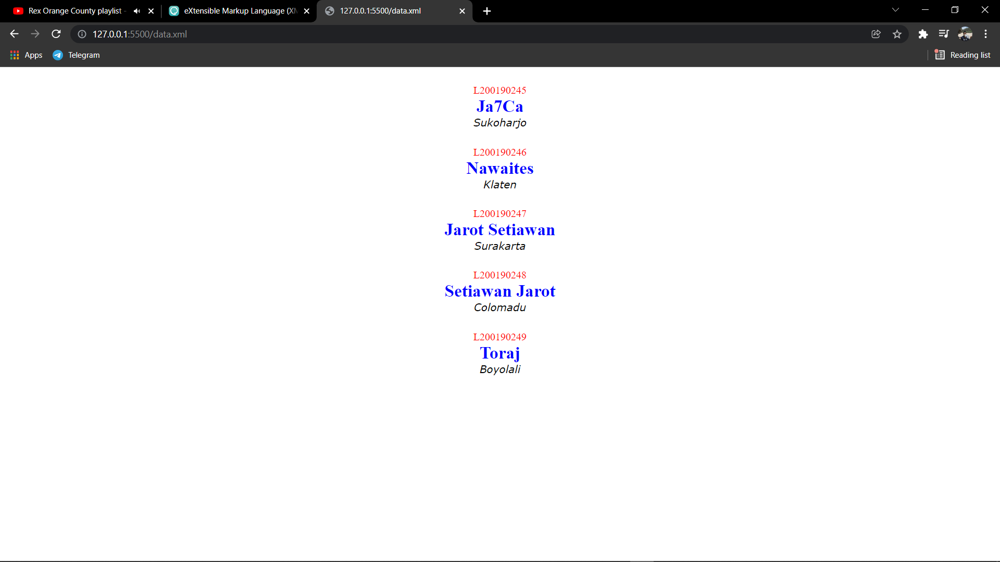 Rex Orange County playlist -
eXtensible Markup Language (XM
127.0.0.1:5500/data.xml
127.0.0.1:5500/data.xml
Apps
Telegram
Reading list
L200190245
Ja7Ca
Sukoharjo
L200190246
Nawaites
Klaten
L200190247
Jarot Setiawan
Surakarta
L200190248
Setiawan Jarot
Colomadu
L200190249
Toraj
Boyolali